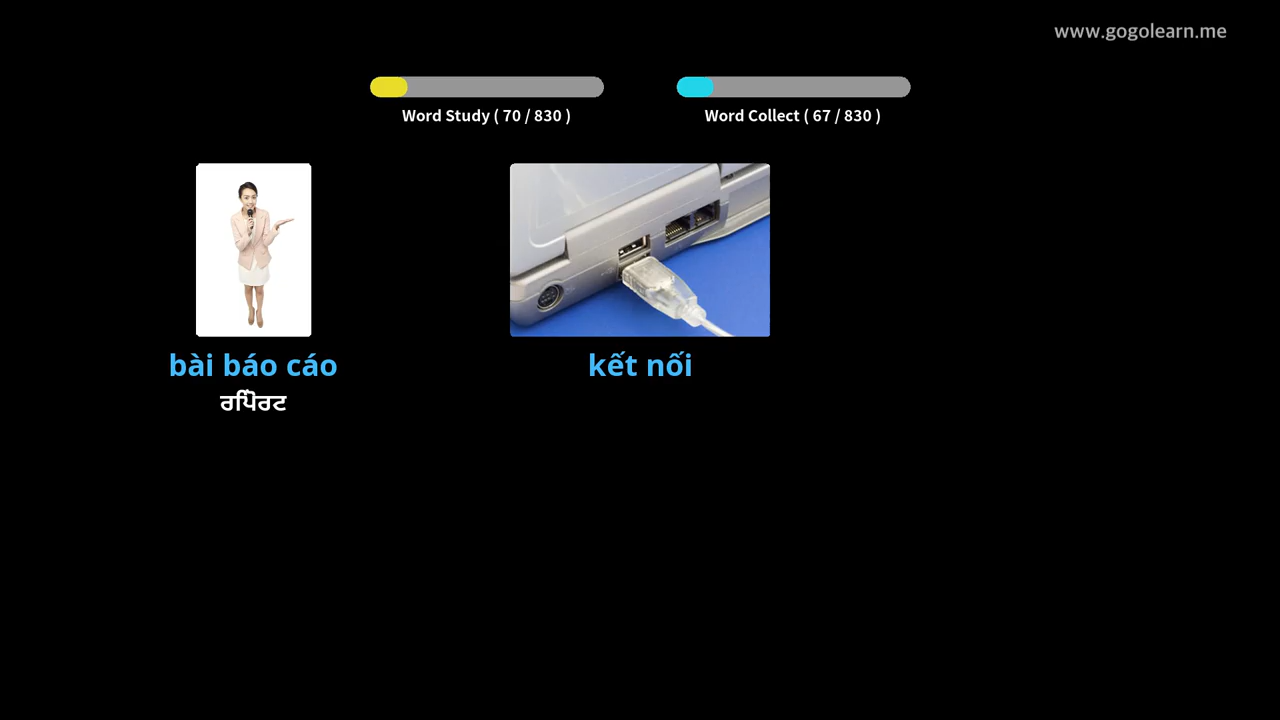 www.gogolearn.me
Word Study ( 70 / 830 )
Word Collect ( 67 / 830 )
bài báo cáo
kết nối
ਰਿਪੋਰਟ